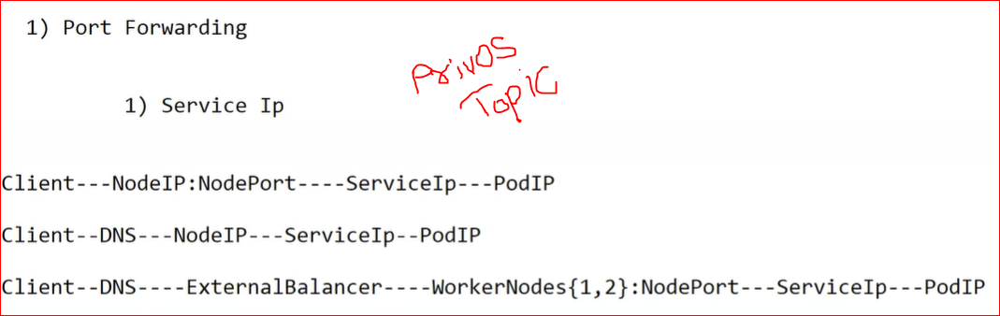 1) Port Forwarding
Privos
Topic
1) Service Ip
Client---NodeIP:NodePort----ServiceIp---PodIP
Client--DNS---NodeIP---ServiceIp--PodIP
Client--DNS----ExternalBalancer----WorkerNodes{1,2}:NodePort---ServiceIp---PodIP